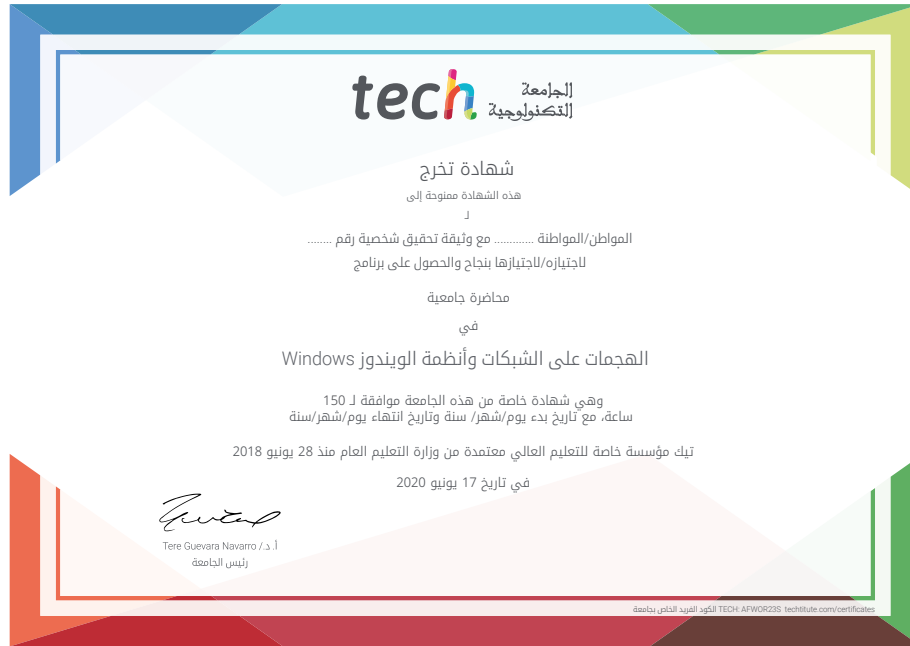 tech الجامعة
التكنولوجية
شهادة تخرج
هذه الشهادة ممنوحة إلى
لـ
المواطن/المواطنة ............ مع وثيقة تحقيق شخصية رقم ........
لاجتيازه/لاجتيازها بنجاح والحصول على برنامج
محاضرة جامعية
في
الهجمات على الشبكات وأنظمة الويندوز Windows
وهي شهادة خاصة من هذه الجامعة موافقة لـ 150
ساعة، مع تاريخ بدء يوم/شهر/ سنة وتاريخ انتهاء يوم/شهر/سنة
تيك مؤسسة خاصة للتعليم العالي معتمدة من وزارة التعليم العام منذ 28 يونيو 2018
في تاريخ 17 يونيو 2020
أ. د./ Tere Guevara Navarro
رئيس الجامعة
الكود الفريد الخاص بجامعة TECH: AFWOR23S techtitute.com/certificates